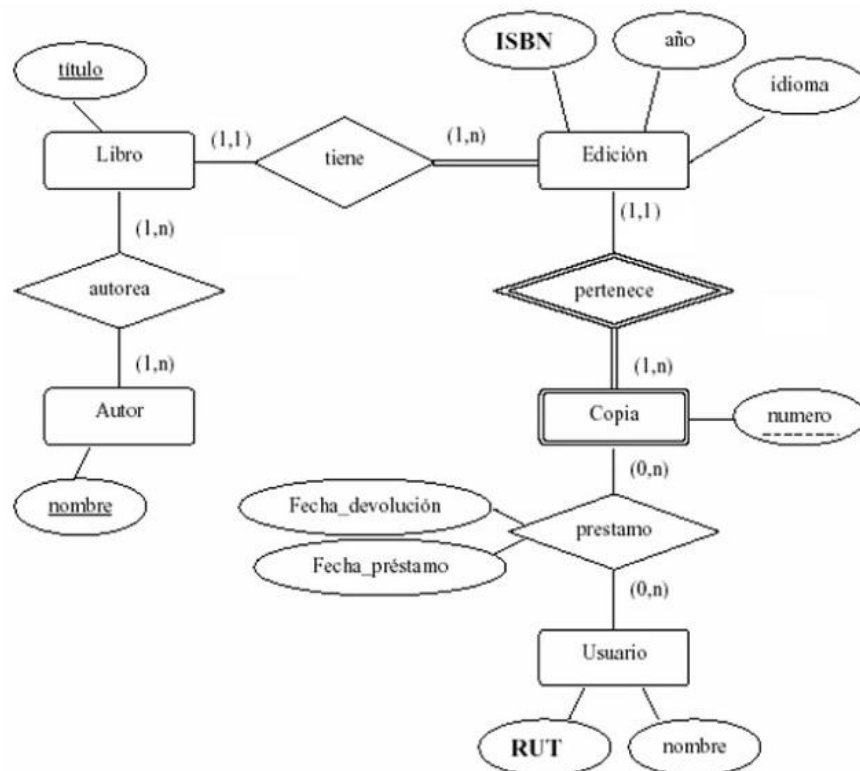 ISBN
año
título
idioma
Libro
(1,1)
tiene
(1,n)
Edición
(1,n)
(1,1)
autorea
pertenece
(1,n)
(1,n)
Autor
Copia
numero
nombre
(0,n)
Fecha_devolución
prestamo
Fecha_préstamo
(0,n)
Usuario
RUT
nombre